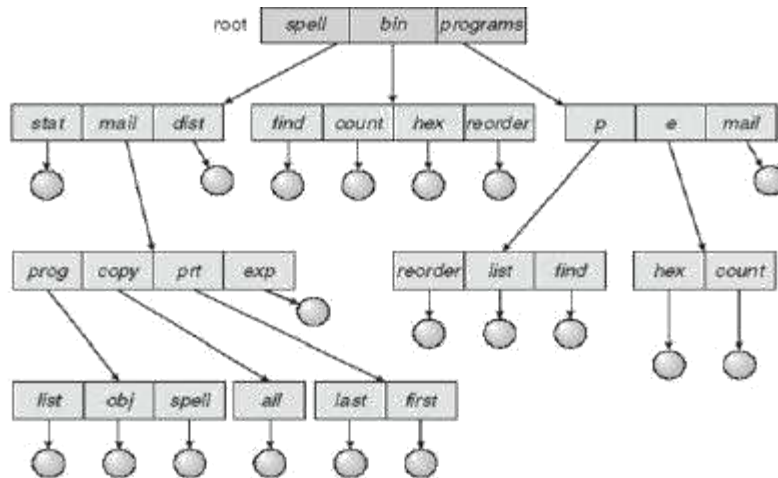 root spell bin programs
stat mail dist find count hex reorder p e mail
prog copy prt exp reorder list find hex count
list obj spell all last first